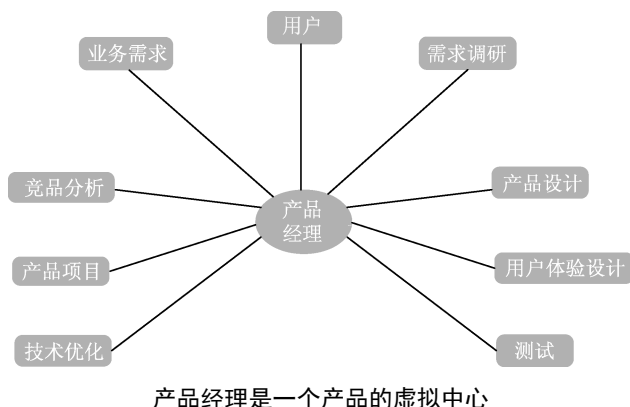 用户
业务需求
需求调研
竞品分析
产品设计
产品
经理
产品项目
用户体验设计
技术优化
测试
产品经理是一个产品的虚拟中心